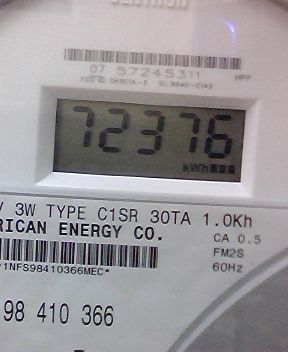 07 57245311
72376
kWh
V 3W TYPE C1SR 30TA 1.0Kh
RICAN ENERGY CO.
CA 0.5
FM2S
60Hz
*1NFS98410366MEC*
98 410 366